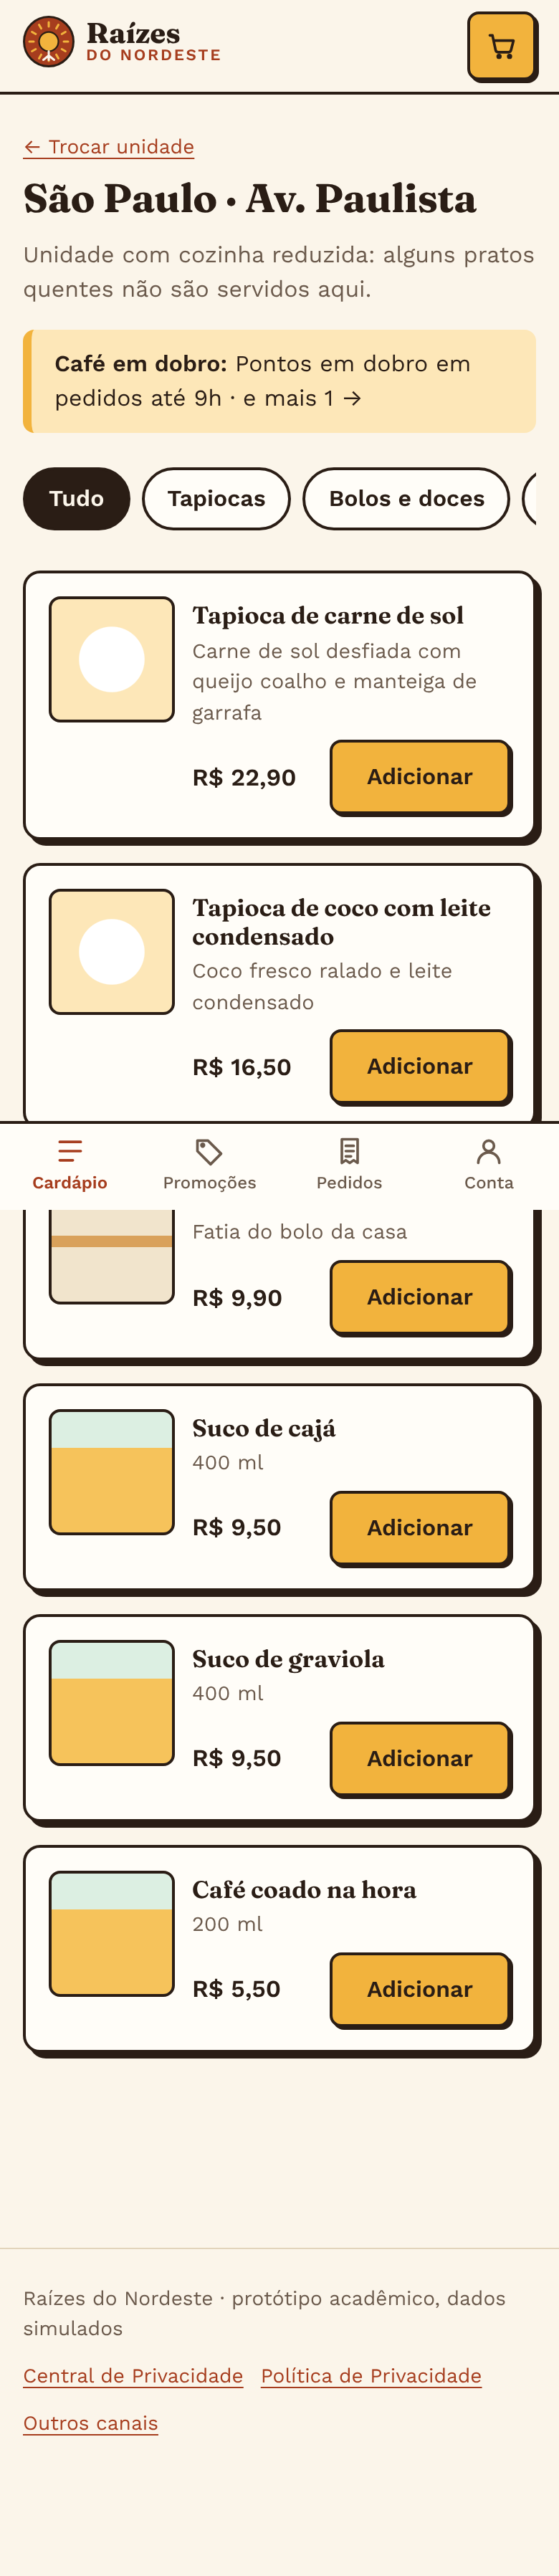 Raízes
DO NORDESTE
← Trocar unidade
São Paulo · Av. Paulista
Unidade com cozinha reduzida: alguns pratos
quentes não são servidos aqui.
Café em dobro: Pontos em dobro em
pedidos até 9h · e mais 1 →
Tudo
Tapiocas
Bolos e doces
Tapioca de carne de sol
Carne de sol desfiada com
queijo coalho e manteiga de
garrafa
R$ 22,90
Adicionar
Tapioca de coco com leite
condensado
Coco fresco ralado e leite
condensado
R$ 16,50
Adicionar
Cardápio
Promoções
Pedidos
Conta
Fatia do bolo da casa
R$ 9,90
Adicionar
Suco de cajá
400 ml
R$ 9,50
Adicionar
Suco de graviola
400 ml
R$ 9,50
Adicionar
Café coado na hora
200 ml
R$ 5,50
Adicionar
Raízes do Nordeste · protótipo acadêmico, dados
simulados
Central de Privacidade
Política de Privacidade
Outros canais